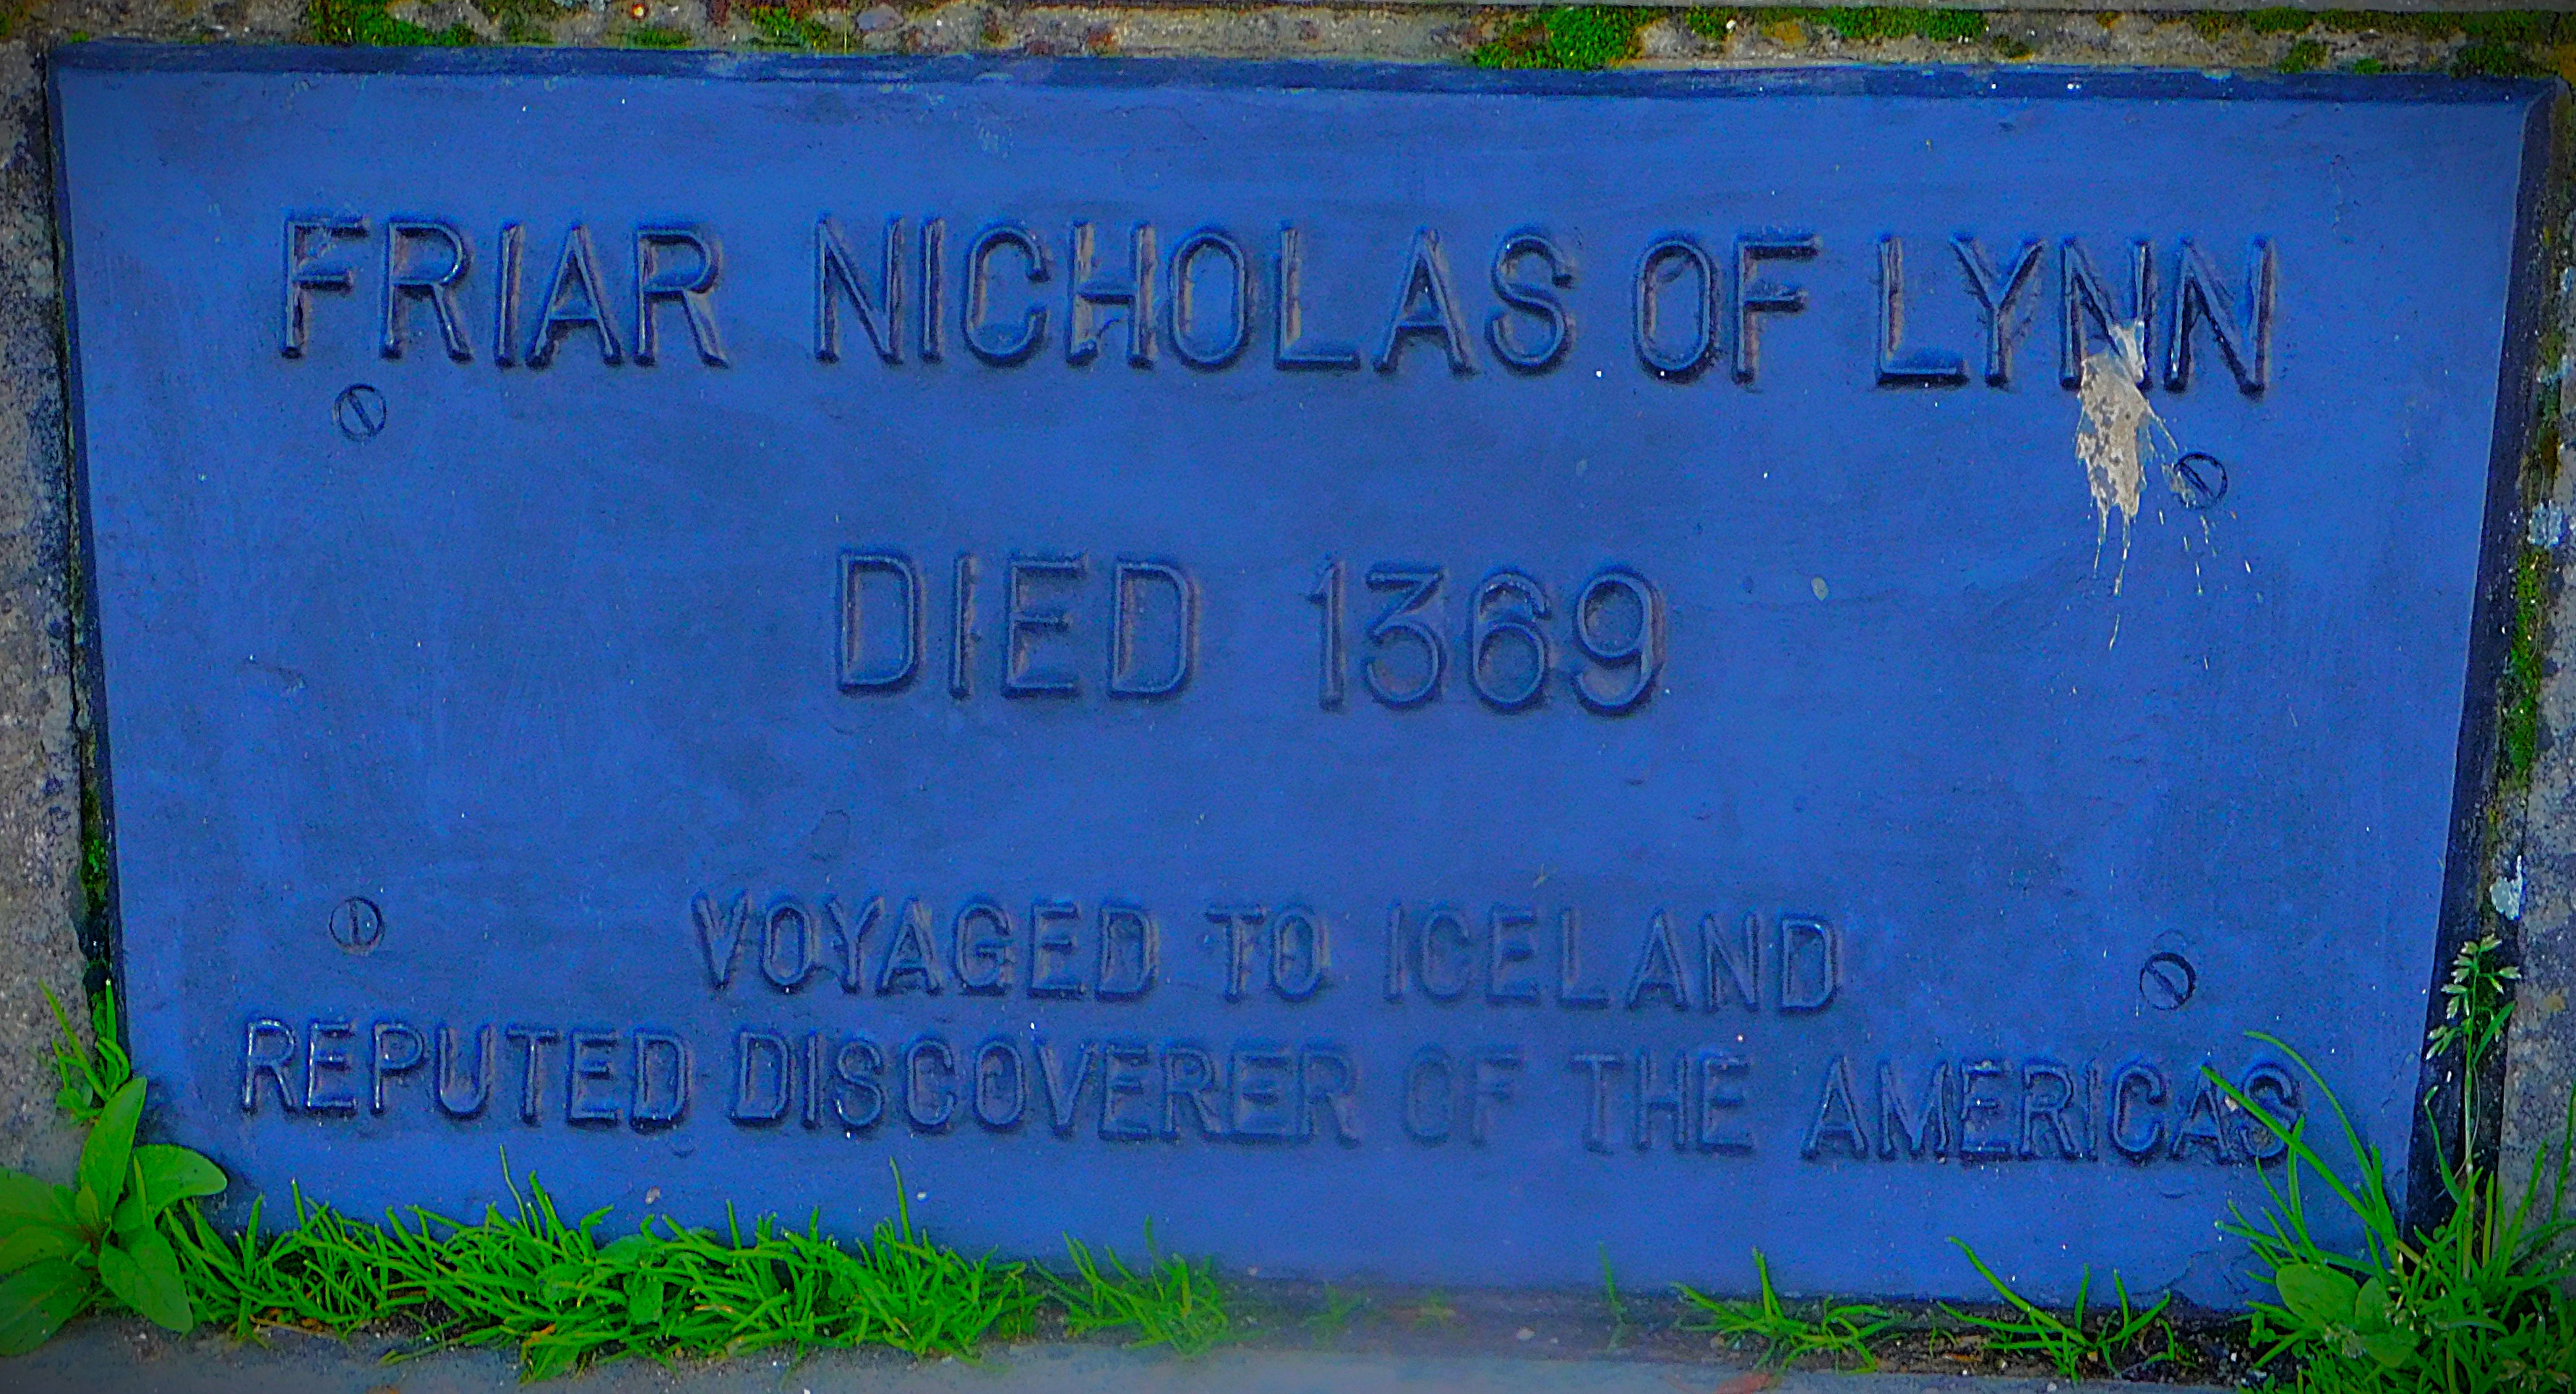 FRIAR NICHOLAS OF LYNN
DIED 1369
VOYAGED TO ICELAND
REPUTED DISCOVERER OF THE AMERICAS